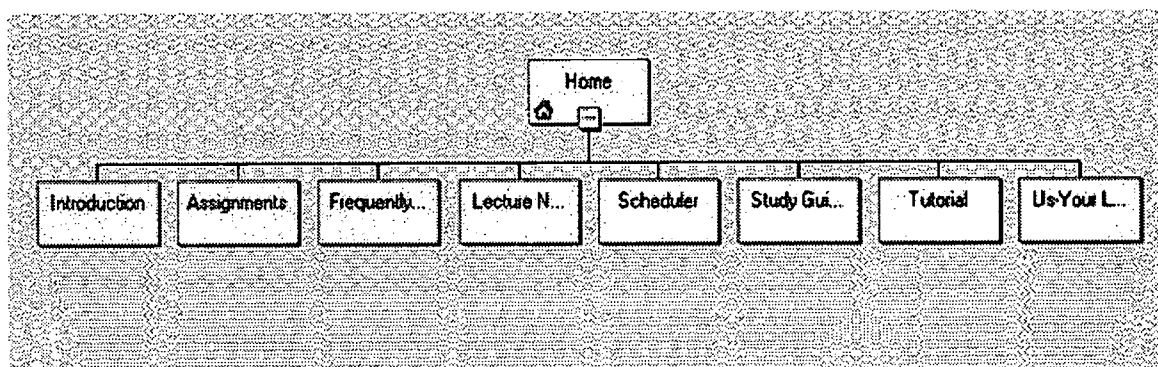 Home
Introduction
Assignments
Frequently...
Lecture N...
Scheduler
Study Gui...
Tutorial
Us-Your L...